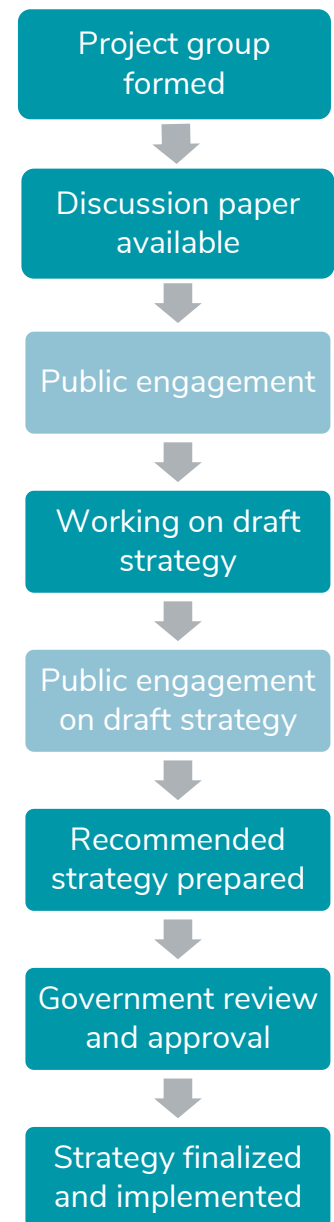 Project group
formed
Discussion paper
available
Public engagement
Working on draft
strategy
Public engagement
on draft strategy
Recommended
strategy prepared
Government review
and approval
Strategy finalized
and implemented